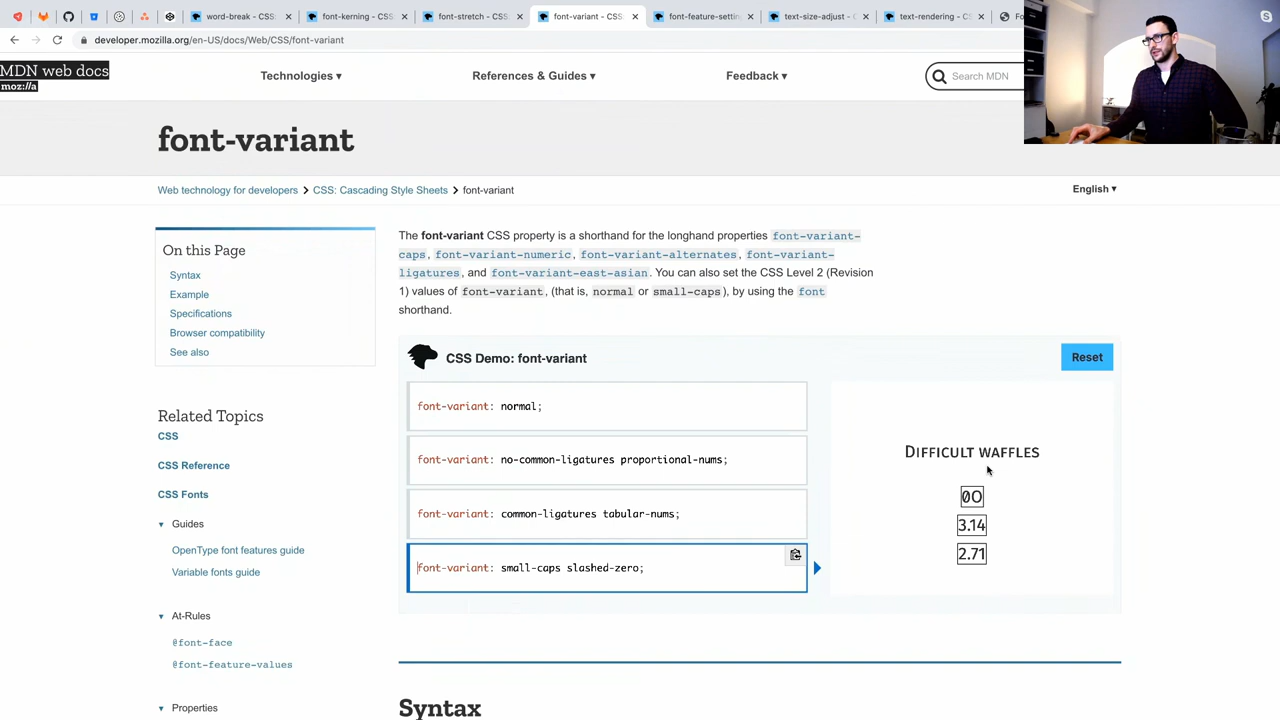 word-break - CSS:
font-kerning - CSS
font-stretch - CSS
font-variant - CSS:
font-feature-settin
text-size-adjust - C
text-rendering - CS
developer.mozilla.org/en-US/docs/Web/CSS/font-variant
MDN web docs
moz://a
Technologies ▾
References & Guides ▾
Feedback ▾
Search MDN
font-variant
Web technology for developers > CSS: Cascading Style Sheets > font-variant
English ▾
On this Page
Syntax
Example
Specifications
Browser compatibility
See also
Related Topics
CSS
CSS Reference
CSS Fonts
Guides
OpenType font features guide
Variable fonts guide
At-Rules
@font-face
@font-feature-values
Properties
The font-variant CSS property is a shorthand for the longhand properties font-variant-
caps, font-variant-numeric, font-variant-alternates, font-variant-
ligatures, and font-variant-east-asian. You can also set the CSS Level 2 (Revision
1) values of font-variant, (that is, normal or small-caps), by using the font
shorthand.
CSS Demo: font-variant
Reset
font-variant: normal;
font-variant: no-common-ligatures proportional-nums;
font-variant: common-ligatures tabular-nums;
font-variant: small-caps slashed-zero;
Difficult waffles
0O
3.14
2.71
Syntax